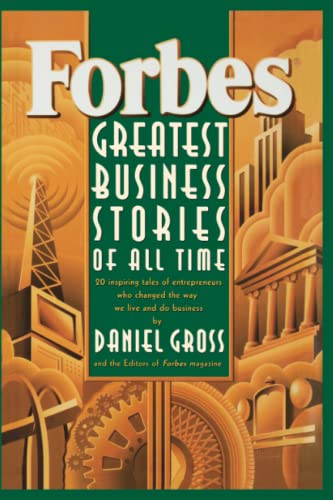 Forbes®
GREATEST
BUSINESS
STORIES
OF ALL TIME
20 inspiring tales of entrepreneurs
who changed the way
we live and do business
by
DANIEL GROSS
and the Editors of Forbes magazine